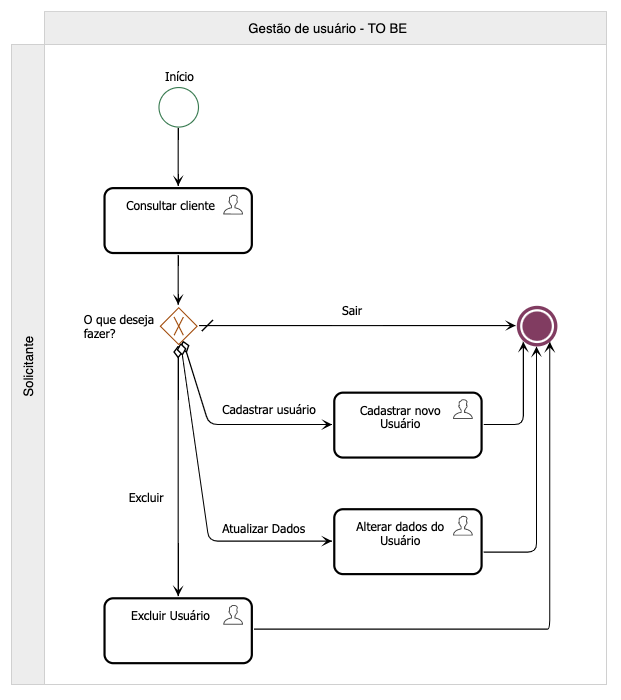 Gestão de usuário - TO BE
Solicitante
Início
Consultar cliente
O que deseja
fazer?
Sair
Cadastrar usuário
Cadastrar novo
Usuário
Excluir
Atualizar Dados
Alterar dados do
Usuário
Excluir Usuário